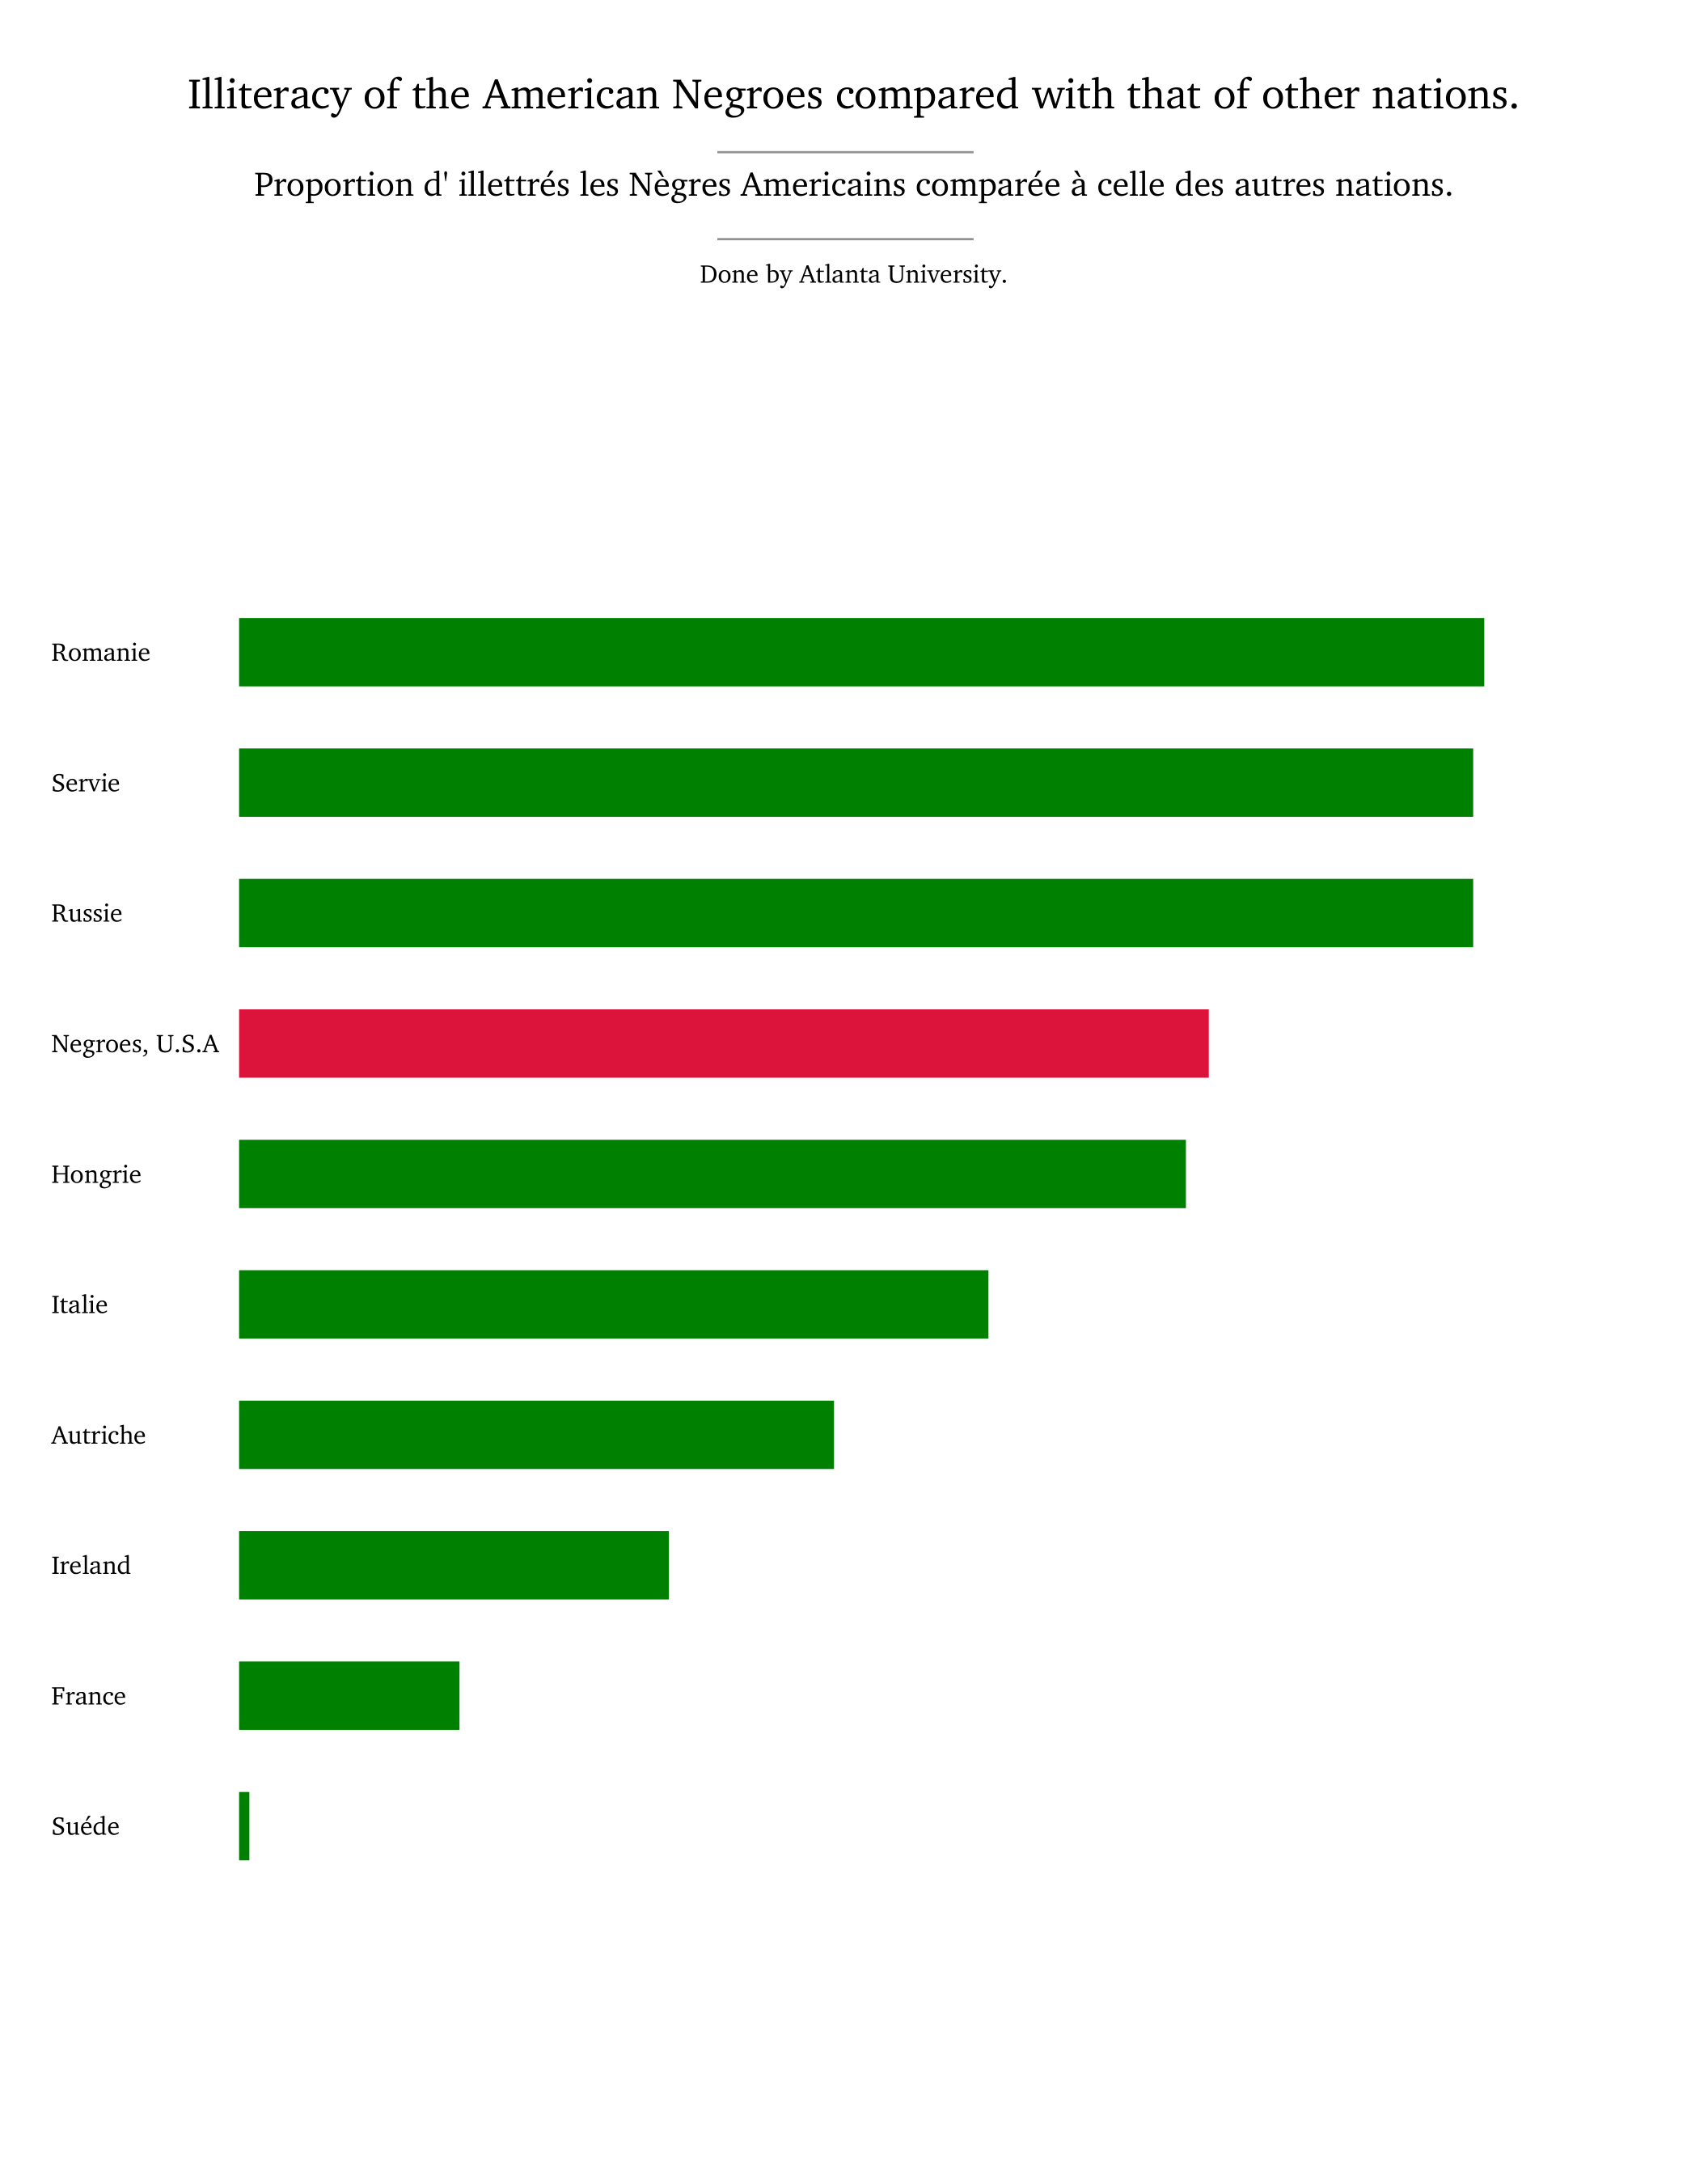 Illiteracy of the American Negroes compared with that of other nations.
Proportion d' illettrés les Nègres Americains comparée à celle des autres nations.
Done by Atlanta University.
Romanie
Servie
Russie
Negroes, U.S.A
Hongrie
Italie
Autriche
Ireland
France
Suéde